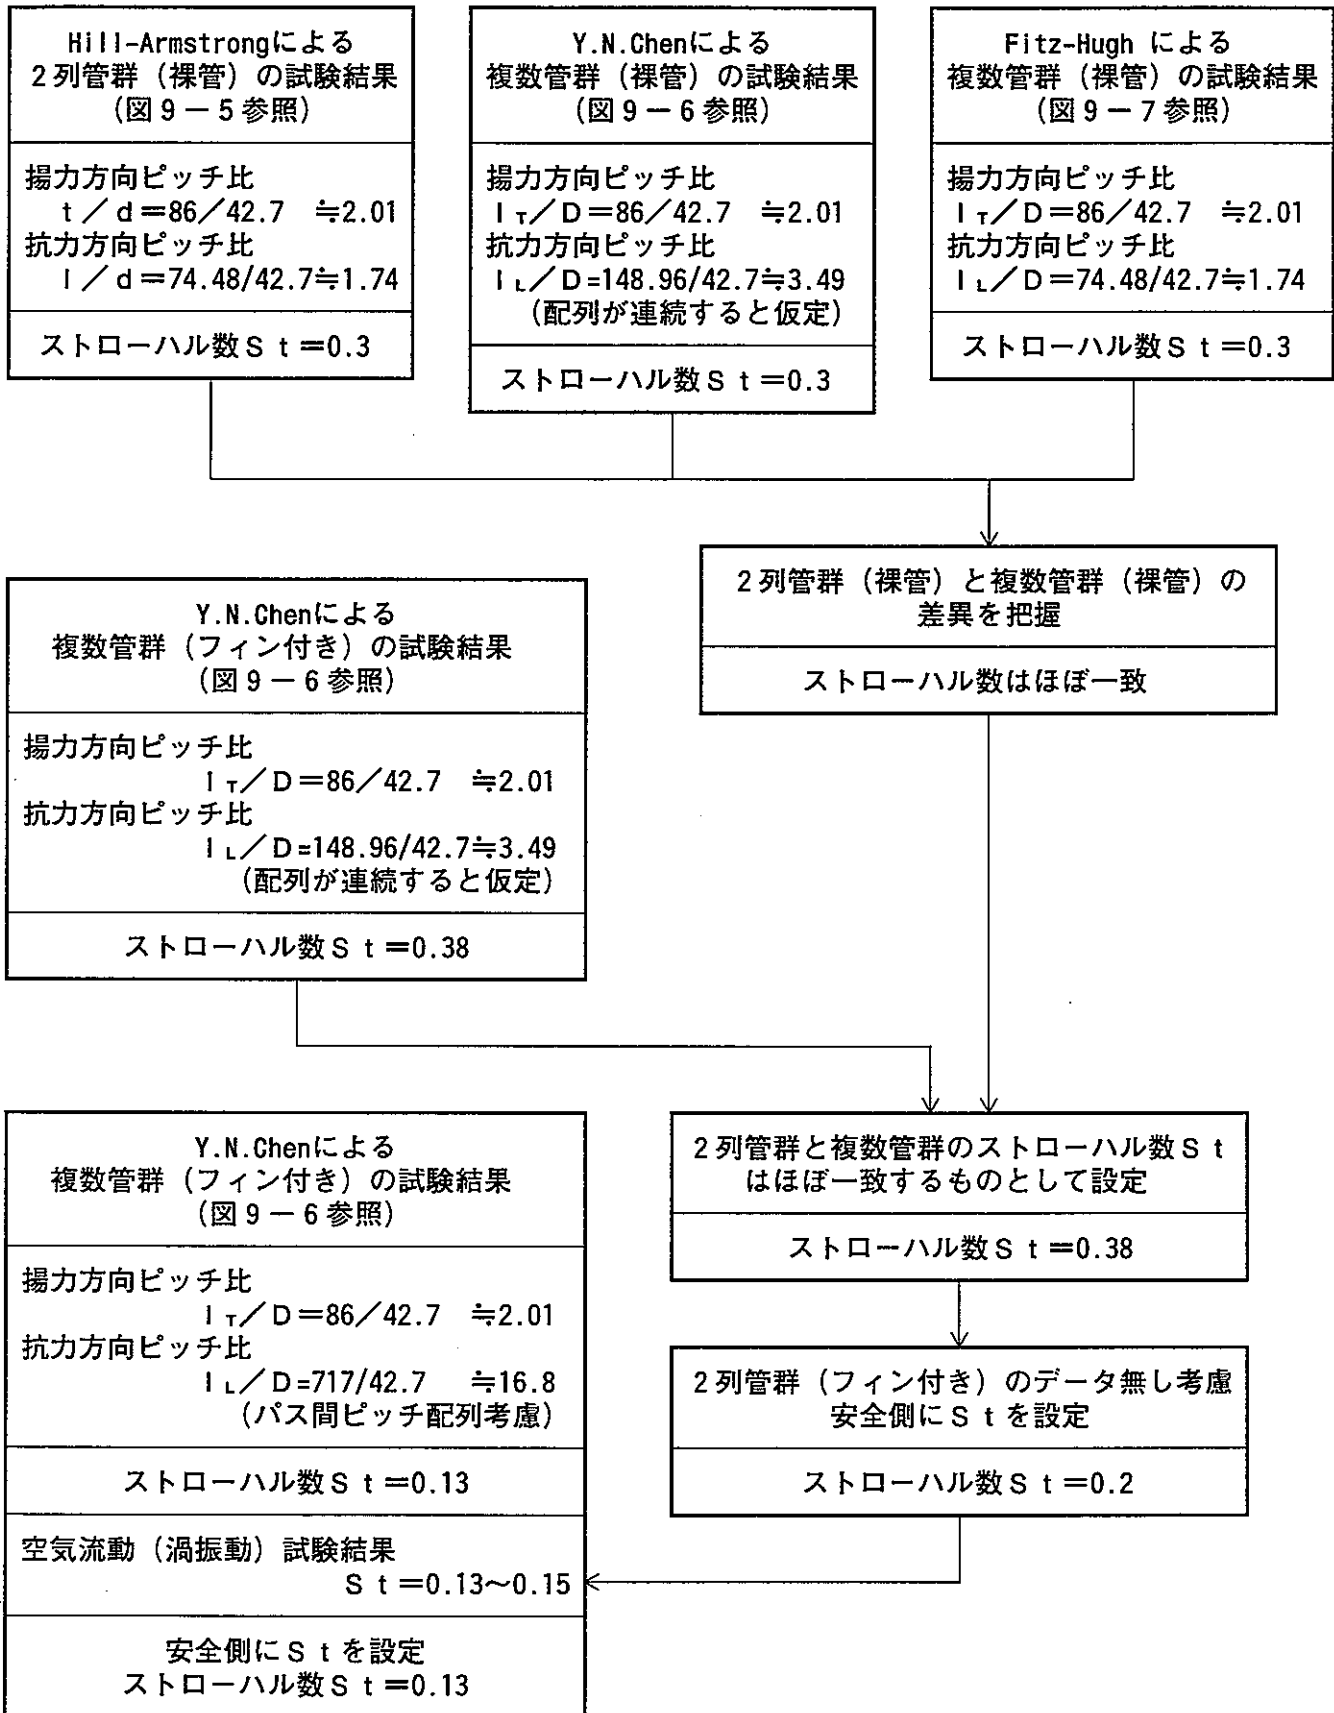 Hill-Armstrongによる
2列管群（裸管）の試験結果
（図9－5参照）
揚力方向ピッチ比
t／d＝86／42.7 ≒2.01
抗力方向ピッチ比
l／d＝74.48/42.7≒1.74
ストローハル数St＝0.3
Y.N.Chenによる
複数管群（裸管）の試験結果
（図9－6参照）
揚力方向ピッチ比
lT／D＝86／42.7 ≒2.01
抗力方向ピッチ比
lL／D=148.96/42.7≒3.49
（配列が連続すると仮定）
ストローハル数St＝0.3
Fitz-Hugh による
複数管群（裸管）の試験結果
（図9－7参照）
揚力方向ピッチ比
lT／D＝86／42.7 ≒2.01
抗力方向ピッチ比
lL／D＝74.48/42.7≒1.74
ストローハル数St＝0.3
2列管群（裸管）と複数管群（裸管）の
差異を把握
ストローハル数はほぼ一致
Y.N.Chenによる
複数管群（フィン付き）の試験結果
（図9－6参照）
揚力方向ピッチ比
lT／D＝86／42.7 ≒2.01
抗力方向ピッチ比
lL／D=148.96/42.7≒3.49
（配列が連続すると仮定）
ストローハル数St＝0.38
2列管群と複数管群のストローハル数St
はほぼ一致するものとして設定
ストローハル数St＝0.38
2列管群（フィン付き）のデータ無し考慮
安全側にStを設定
ストローハル数St＝0.2
Y.N.Chenによる
複数管群（フィン付き）の試験結果
（図9－6参照）
揚力方向ピッチ比
lT／D＝86／42.7 ≒2.01
抗力方向ピッチ比
lL／D=717/42.7 ≒16.8
（パス間ピッチ配列考慮）
ストローハル数St＝0.13
空気流動（渦振動）試験結果
St＝0.13～0.15
安全側にStを設定
ストローハル数St＝0.13